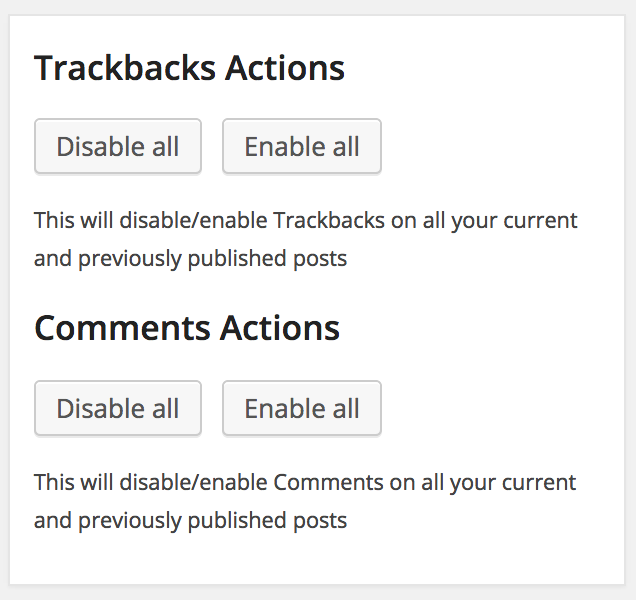 Trackbacks Actions
Disable all Enable all
This will disable/enable Trackbacks on all your current
and previously published posts
Comments Actions
Disable all Enable all
This will disable/enable Comments on all your current
and previously published posts